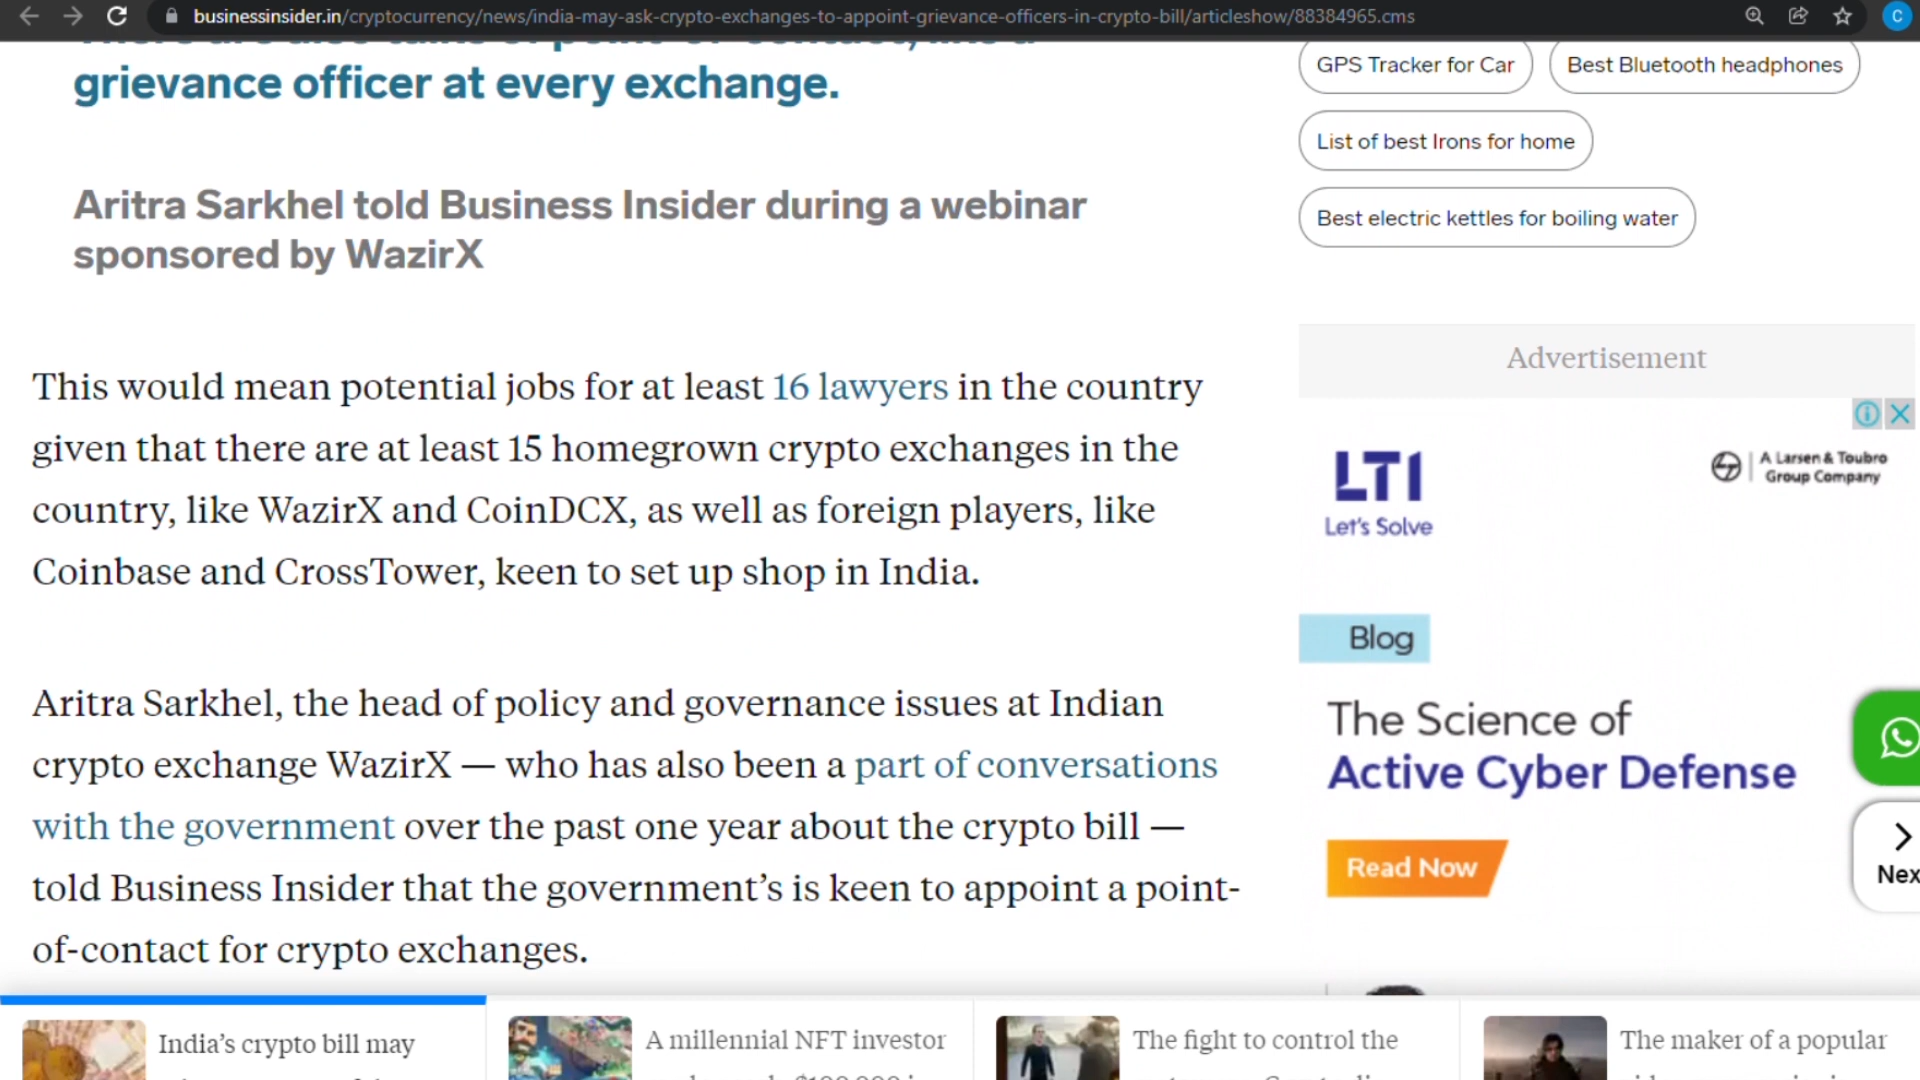 businessinsider.in/cryptocurrency/news/india-may-ask-crypto-exchanges-to-appoint-grievance-officers-in-crypto-bill/articleshow/88384965.cms
C
grievance officer at every exchange.
Aritra Sarkhel told Business Insider during a webinar
sponsored by WazirX
This would mean potential jobs for at least 16 lawyers in the country
given that there are at least 15 homegrown crypto exchanges in the
country, like WazirX and CoinDCX, as well as foreign players, like
Coinbase and CrossTower, keen to set up shop in India.
Aritra Sarkhel, the head of policy and governance issues at Indian
crypto exchange WazirX — who has also been a part of conversations
with the government over the past one year about the crypto bill —
told Business Insider that the government’s is keen to appoint a point-
of-contact for crypto exchanges.
GPS Tracker for Car
Best Bluetooth headphones
List of best Irons for home
Best electric kettles for boiling water
Advertisement
LTI
Let's Solve
A Larsen & Toubro
Group Company
Blog
The Science of
Active Cyber Defense
Read Now
Nex
India’s crypto bill may
A millennial NFT investor
The fight to control the
The maker of a popular